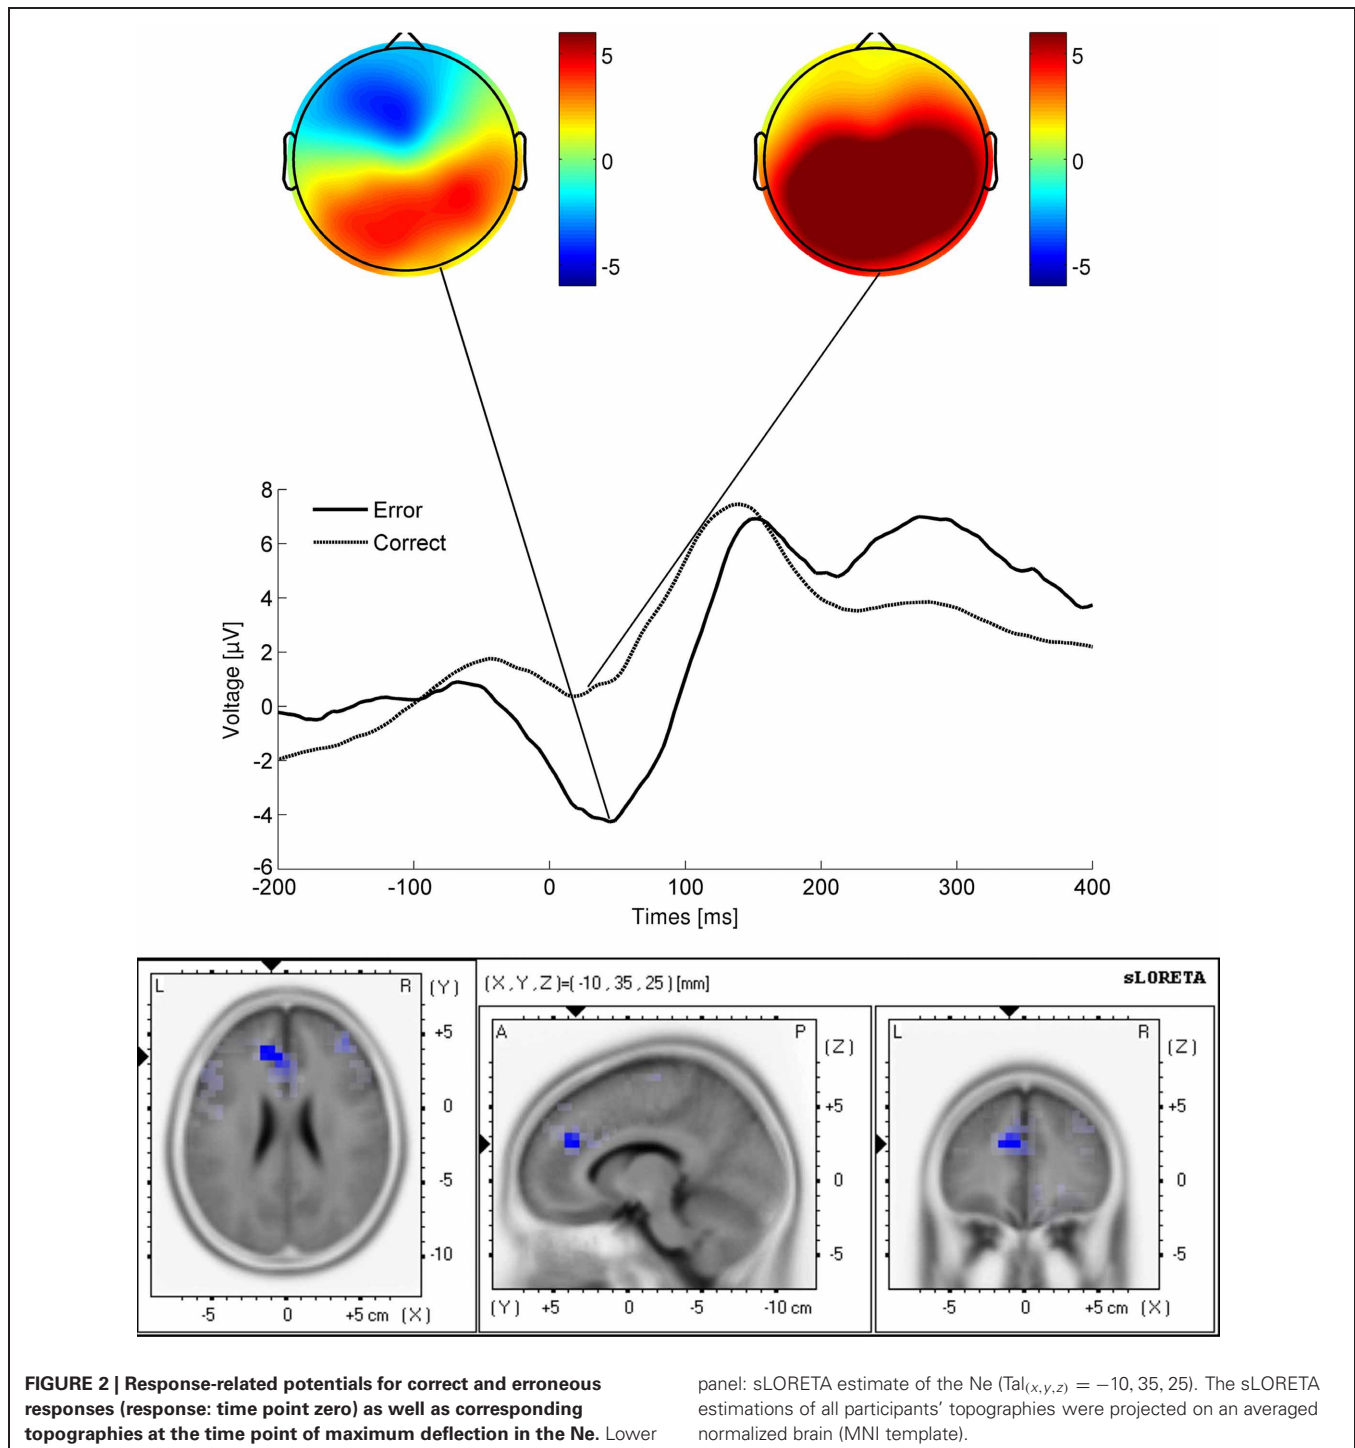 5
0
-5
5
0
-5
8
6
4
2
0
-2
-4
-6
Voltage [µV]
Error
Correct
-200
-100
0
100
200
300
400
Times [ms]
L
R
(Y)
+5
0
-5
-10
-5
0
+5 cm
(X)
(X,Y,Z)=(-10,35,25)[mm]
sLORETA
A
P
(Z)
+5
0
-5
(Y)
+5
0
-5
-10 cm
L
R
(Z)
+5
0
-5
-5
0
+5 cm
(X)
FIGURE 2 | Response-related potentials for correct and erroneous
responses (response: time point zero) as well as corresponding
topographies at the time point of maximum deflection in the Ne. Lower
panel: sLORETA estimate of the Ne (Tal(x,y,z) = −10, 35, 25). The sLORETA
estimations of all participants' topographies were projected on an averaged
normalized brain (MNI template).